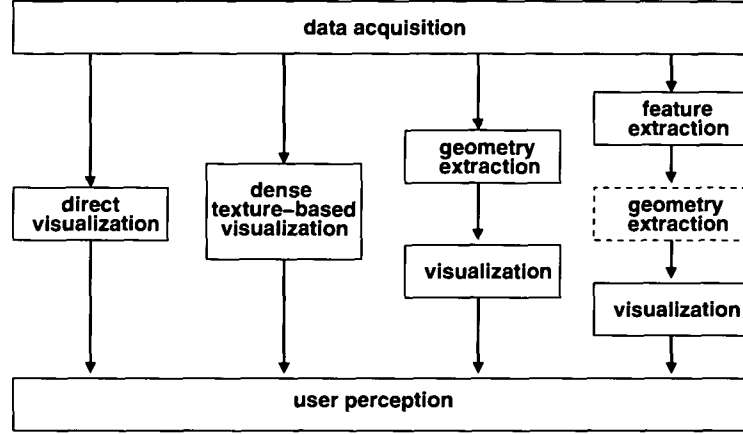 data acquisition
direct
visualization
dense
texture–based
visualization
geometry
extraction
visualization
feature
extraction
geometry
extraction
visualization
user perception